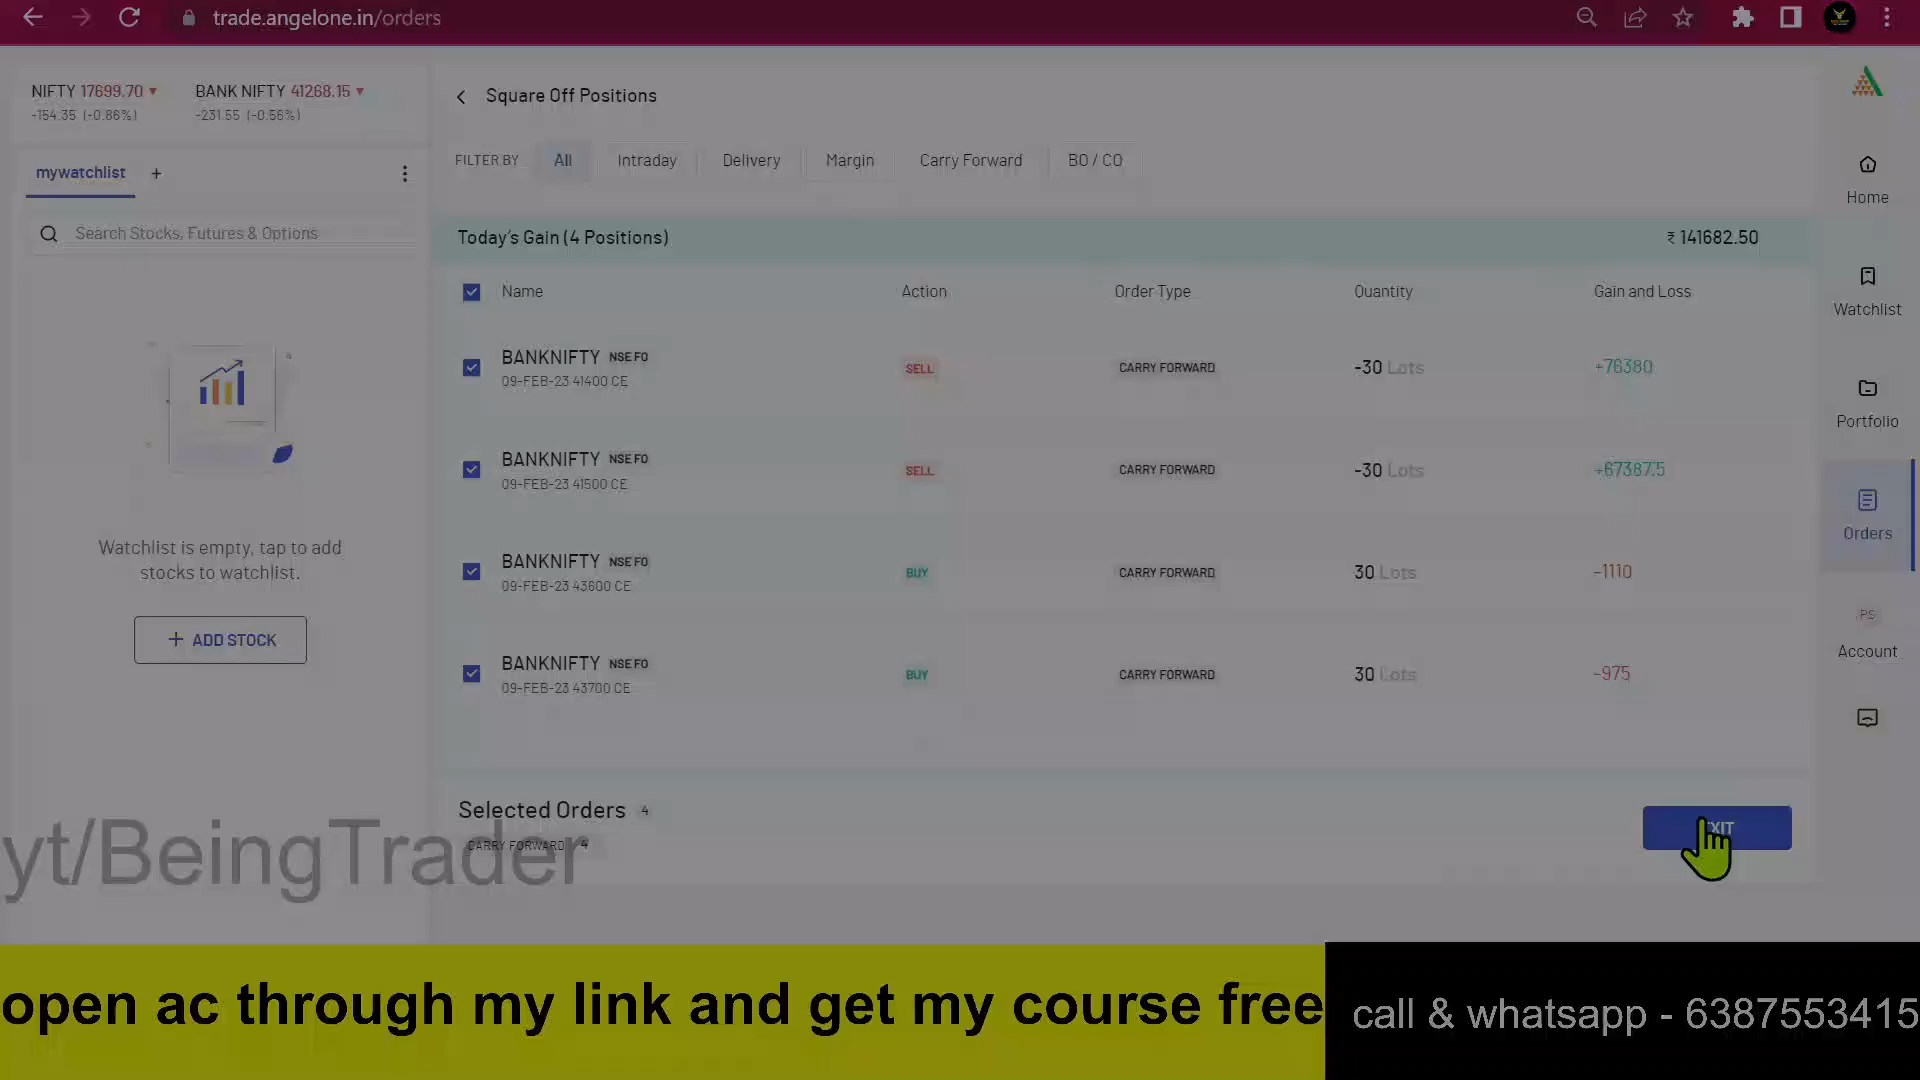 trade.angelone.in/orders
NIFTY 17699.70 ▼
-154.35 (-0.86%)
BANK NIFTY 41268.15 ▼
-231.55 (-0.56%)
mywatchlist +
Search Stocks, Futures & Options
Watchlist is empty, tap to add
stocks to watchlist.
+ ADD STOCK
Square Off Positions
FILTER BY All Intraday Delivery Margin Carry Forward BO / CO
Today's Gain (4 Positions) ₹ 141682.50
Name Action Order Type Quantity Gain and Loss
BANKNIFTY NSE FO
09-FEB-23 41400 CE
SELL CARRY FORWARD -30 Lots +76380
BANKNIFTY NSE FO
09-FEB-23 41500 CE
SELL CARRY FORWARD -30 Lots +67387.5
BANKNIFTY NSE FO
09-FEB-23 43600 CE
BUY CARRY FORWARD 30 Lots -1110
BANKNIFTY NSE FO
09-FEB-23 43700 CE
BUY CARRY FORWARD 30 Lots -975
Selected Orders 4
CARRY FORWARD 4
EXIT
Home
Watchlist
Portfolio
Orders
PS
Account
yt/BeingTrader
open ac through my link and get my course free
call & whatsapp - 6387553415